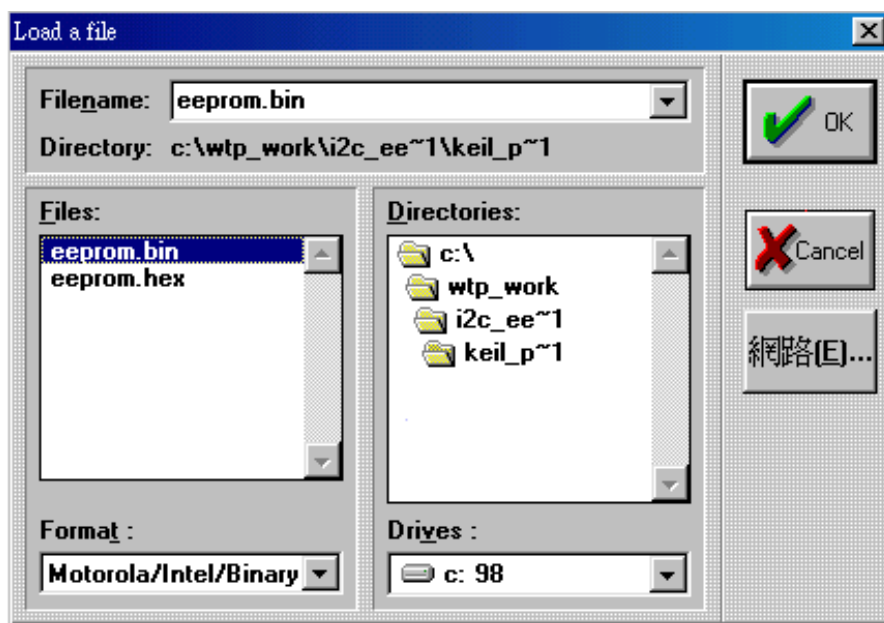 Load a file
Filename: eeprom.bin
Directory: c:\wtp_work\i2c_ee~1\keil_p~1
OK
Cancel
網路(E)...
Files:
eeprom.bin
eeprom.hex
Directories:
c:\
wtp_work
i2c_ee~1
keil_p~1
Format :
Motorola/Intel/Binary
Drives :
c: 98